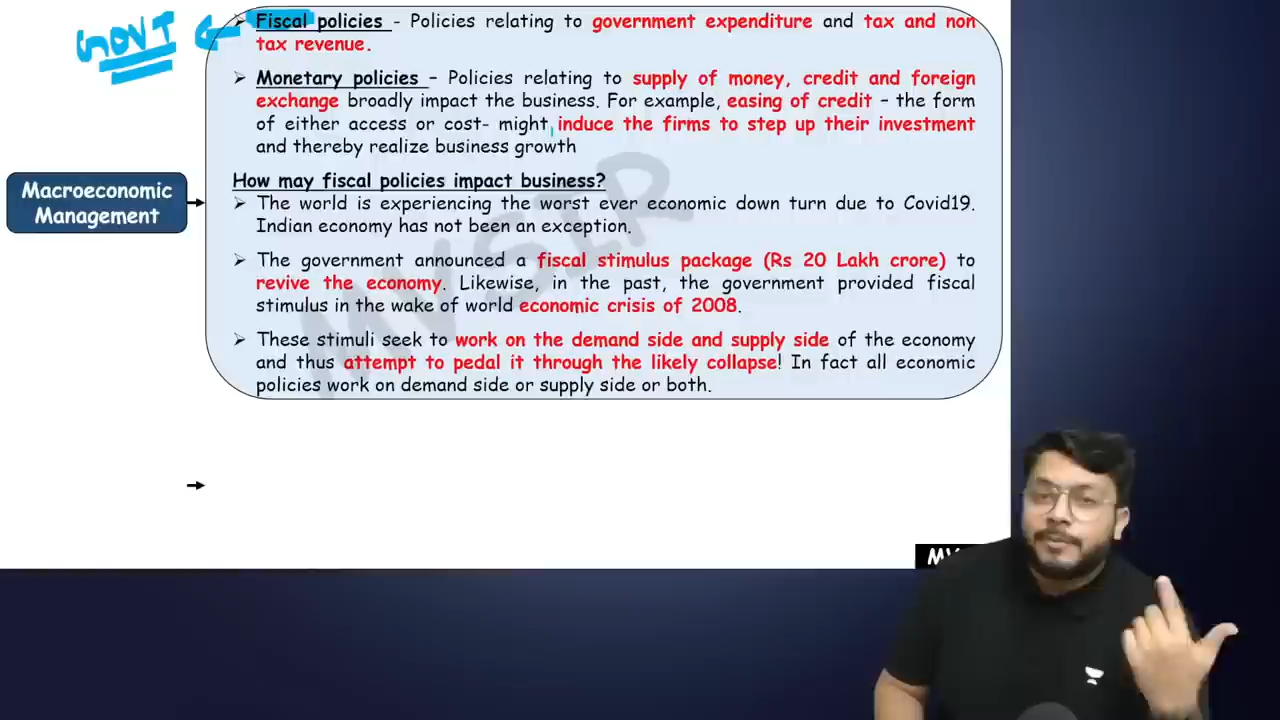 GOVT
➤ Fiscal policies - Policies relating to government expenditure and tax and non
tax revenue.
➤ Monetary policies – Policies relating to supply of money, credit and foreign
exchange broadly impact the business. For example, easing of credit – the form
of either access or cost- might induce the firms to step up their investment
and thereby realize business growth
Macroeconomic
Management
How may fiscal policies impact business?
➤ The world is experiencing the worst ever economic down turn due to Covid19.
Indian economy has not been an exception.
➤ The government announced a fiscal stimulus package (Rs 20 Lakh crore) to
revive the economy. Likewise, in the past, the government provided fiscal
stimulus in the wake of world economic crisis of 2008.
➤ These stimuli seek to work on the demand side and supply side of the economy
and thus attempt to pedal it through the likely collapse! In fact all economic
policies work on demand side or supply side or both.
MVSIR